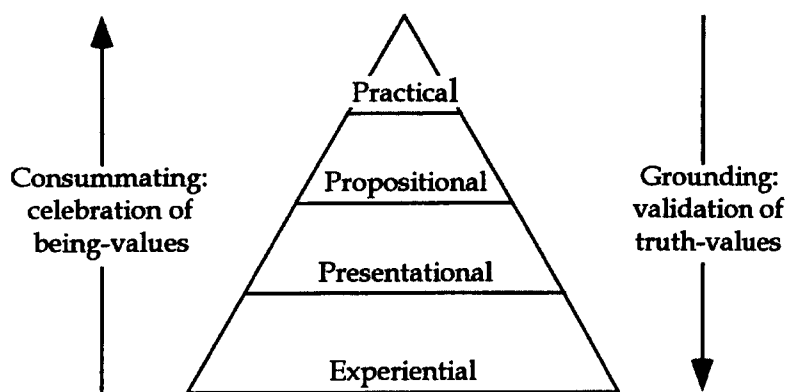 Practical
Consummating:
celebration of
being-values
Propositional
Grounding:
validation of
truth-values
Presentational
Experiential